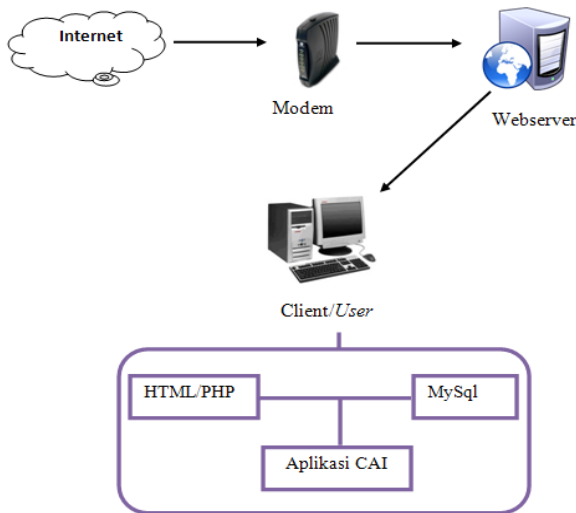 Internet
Modem
Webserver
Client/User
HTML/PHP
MySql
Aplikasi CAI